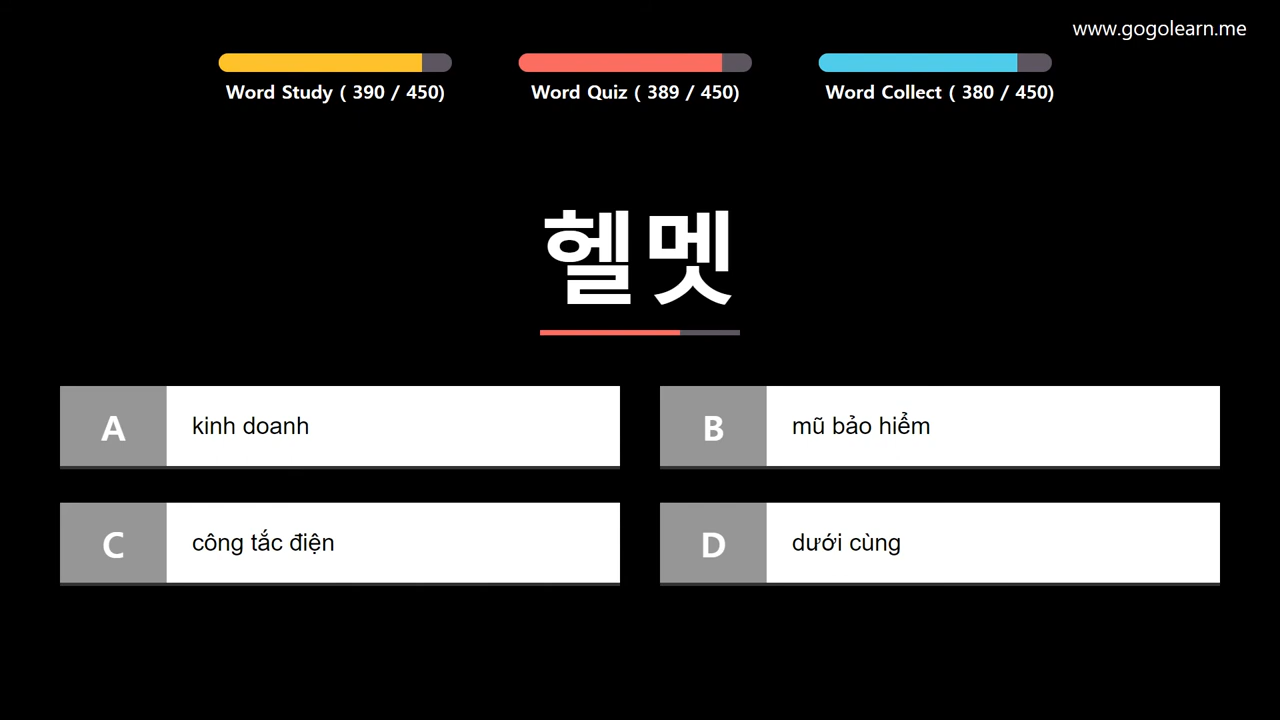 www.gogolearn.me
Word Study ( 390 / 450)
Word Quiz ( 389 / 450)
Word Collect ( 380 / 450)
헬멧
A kinh doanh
B mũ bảo hiểm
C công tắc điện
D dưới cùng